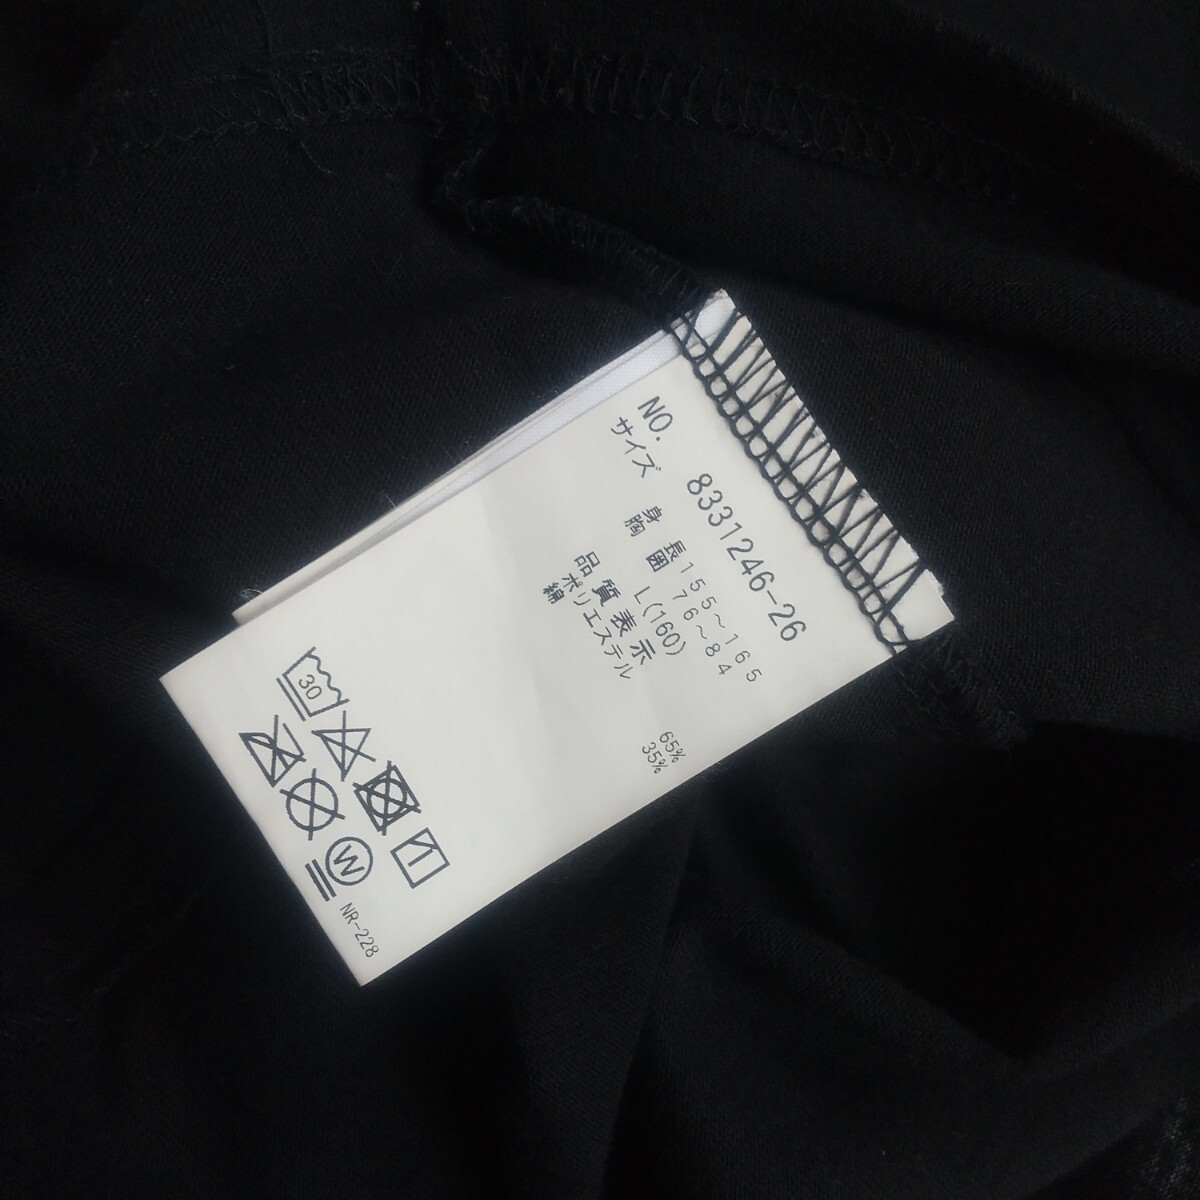 NO. 8331246-26
サイズ L(160)
身長 155～165
胸囲 76～84
品質表示
ポリエステル 65%
綿 35%
30
W
NR-228